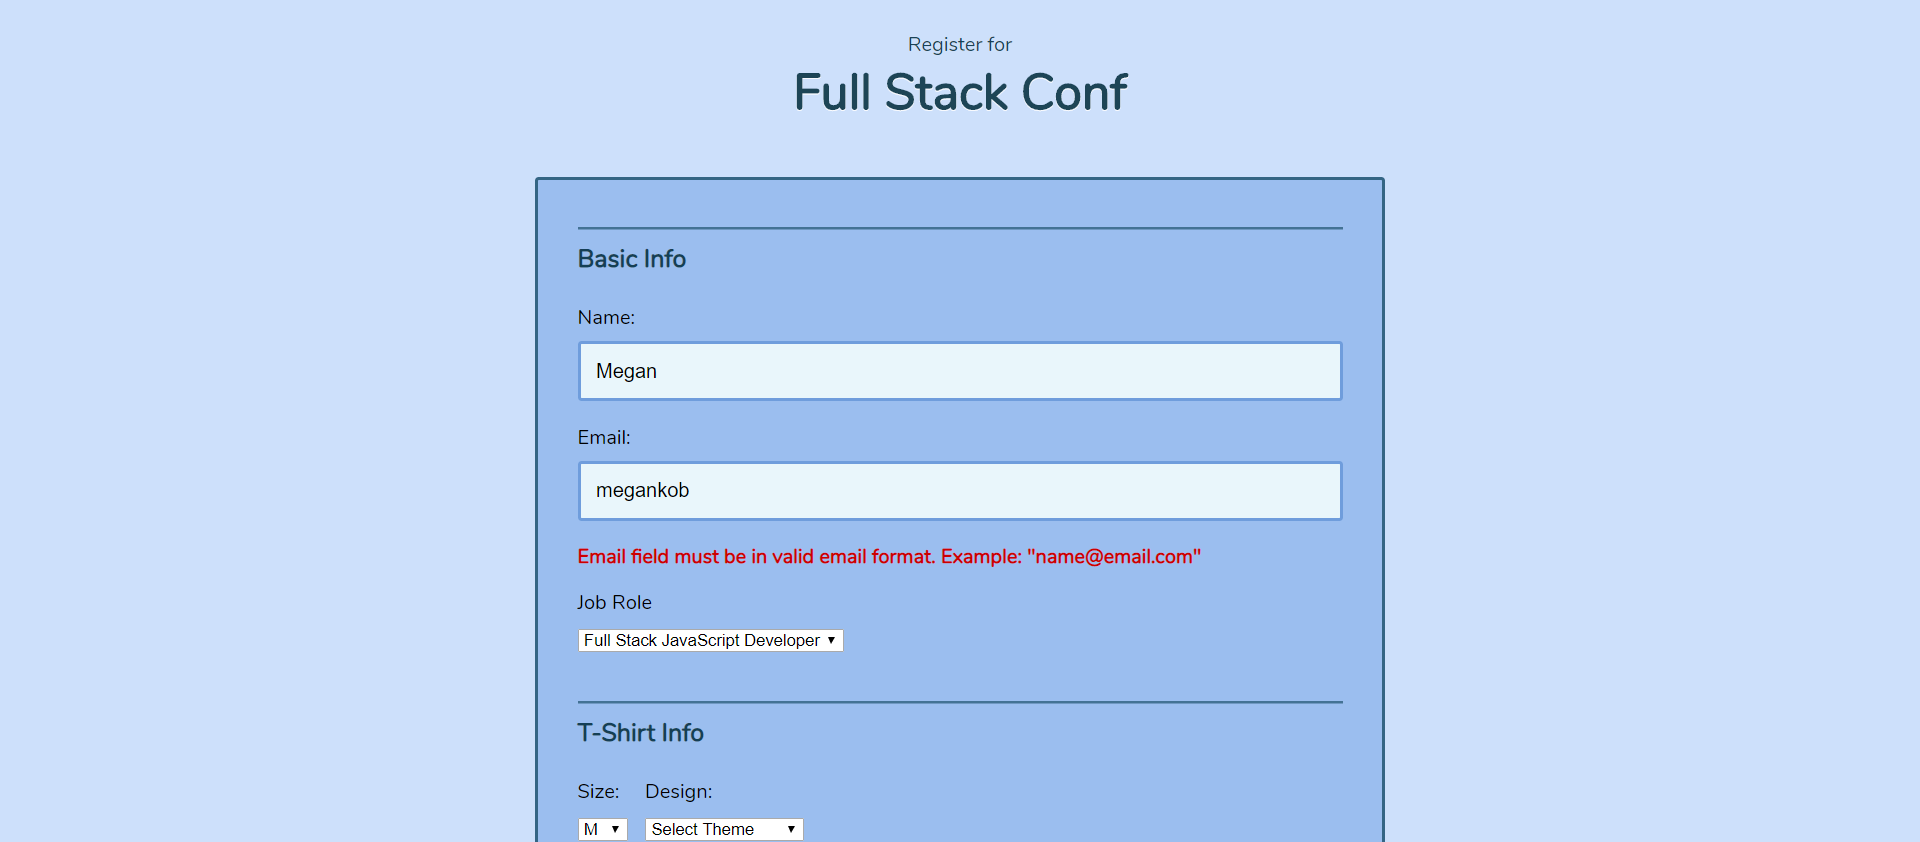 Register for
Full Stack Conf
Basic Info
Name:
Megan
Email:
megankob
Email field must be in valid email format. Example: "name@email.com"
Job Role
Full Stack JavaScript Developer
T-Shirt Info
Size: Design:
M Select Theme